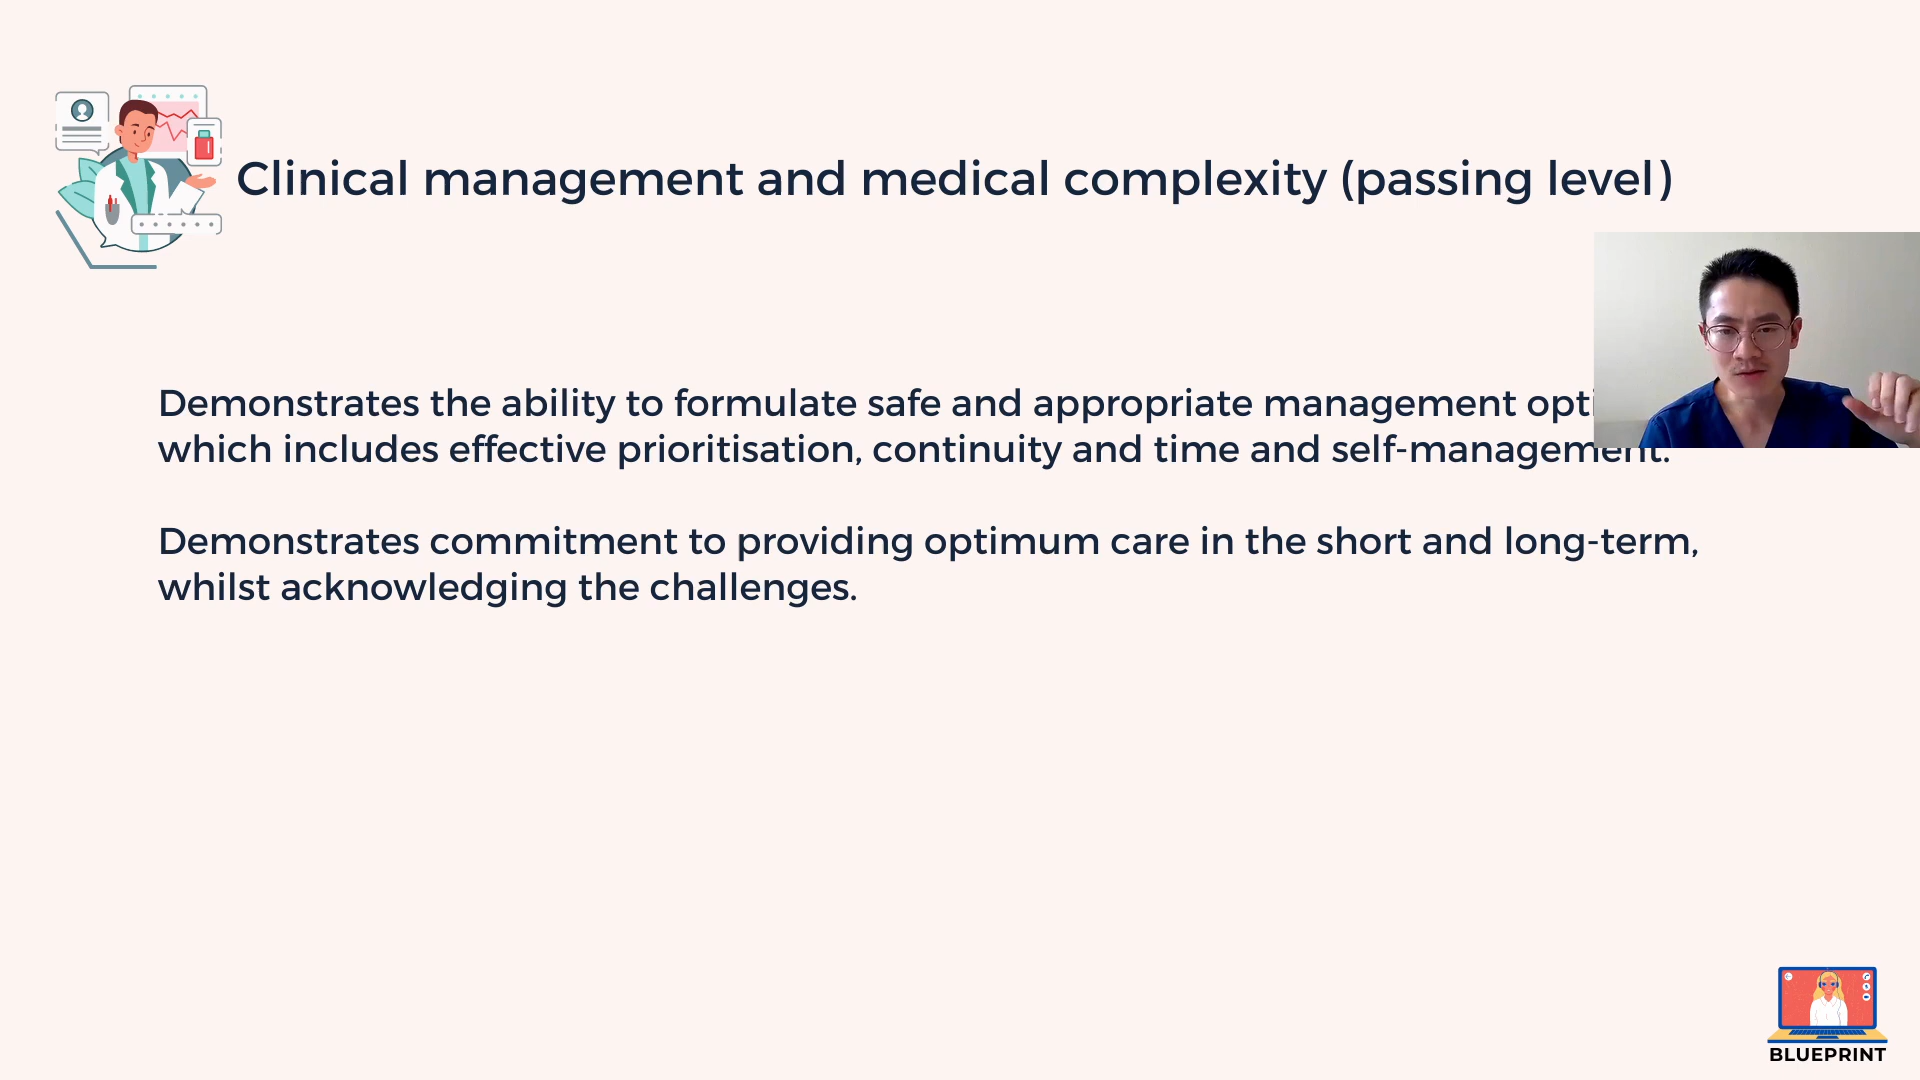 Clinical management and medical complexity (passing level)
Demonstrates the ability to formulate safe and appropriate management
which includes effective prioritisation, continuity and time and self-management.
Demonstrates commitment to providing optimum care in the short and long-term,
whilst acknowledging the challenges.
BLUEPRINT